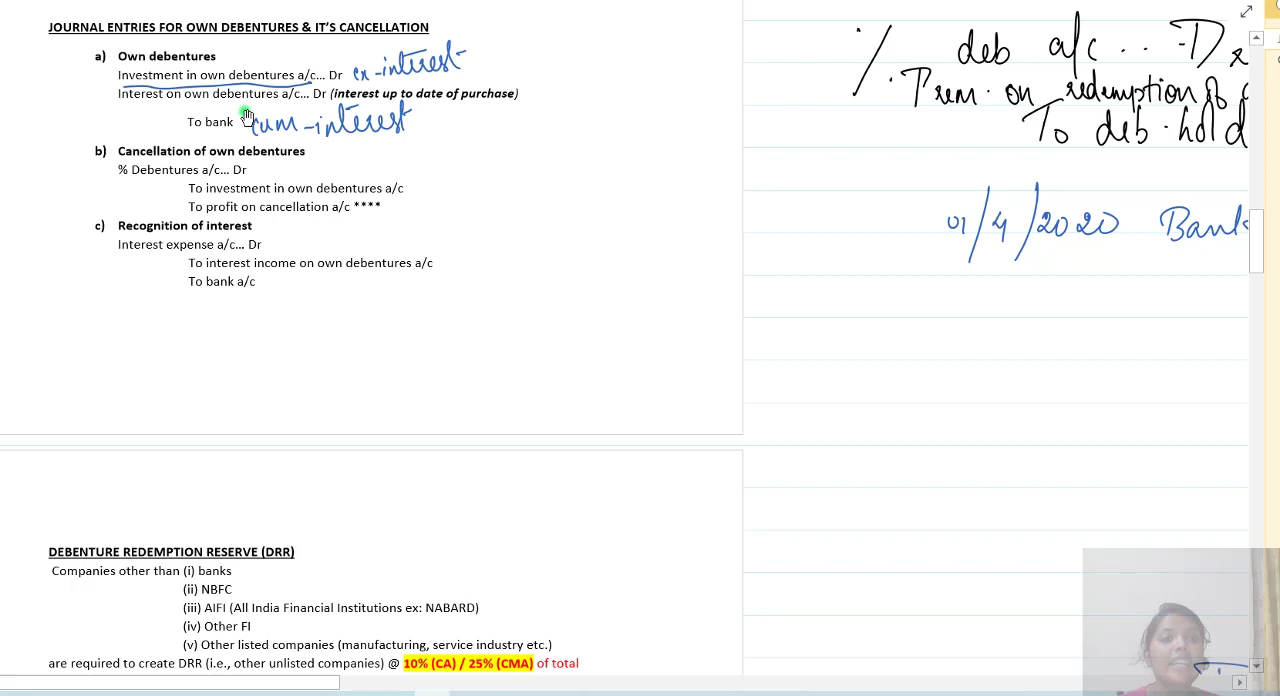 JOURNAL ENTRIES FOR OWN DEBENTURES & IT'S CANCELLATION
a) Own debentures
Investment in own debentures a/c... Dr ex-interest
Interest on own debentures a/c... Dr (interest up to date of purchase)
To bank cum-interest
b) Cancellation of own debentures
% Debentures a/c... Dr
To investment in own debentures a/c
To profit on cancellation a/c ****
c) Recognition of interest
Interest expense a/c... Dr
To interest income on own debentures a/c
To bank a/c
DEBENTURE REDEMPTION RESERVE (DRR)
Companies other than (i) banks
(ii) NBFC
(iii) AIFI (All India Financial Institutions ex: NABARD)
(iv) Other FI
(v) Other listed companies (manufacturing, service industry etc.)
are required to create DRR (i.e., other unlisted companies) @ 10% (CA) / 25% (CMA) of total
% deb a/c .. Dr
Prem. on redemption of
To deb. hold
01/4/2020 Bank